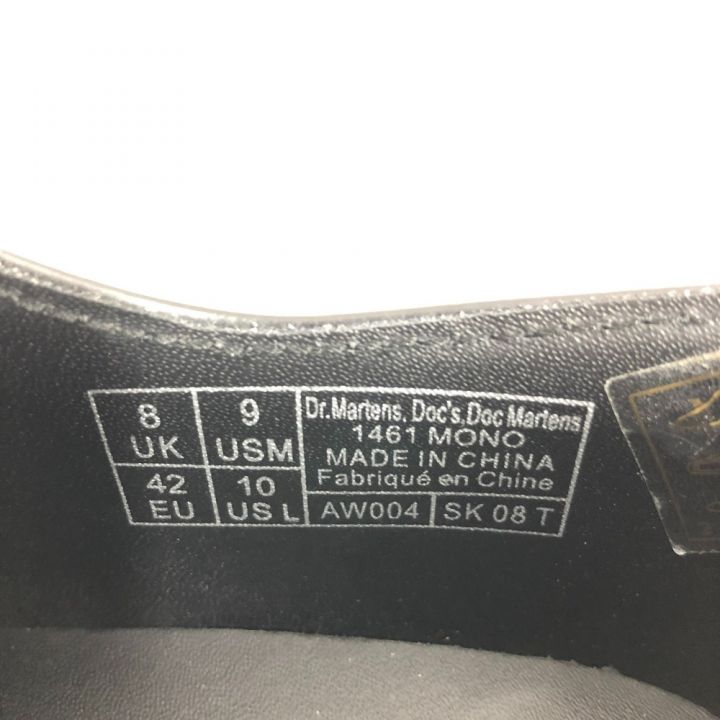 8
UK
9
USM
42
EU
10
US L
Dr.Martens, Doc's, Doc Martens
1461 MONO
MADE IN CHINA
Fabriqué en Chine
AW004
SK 08 T